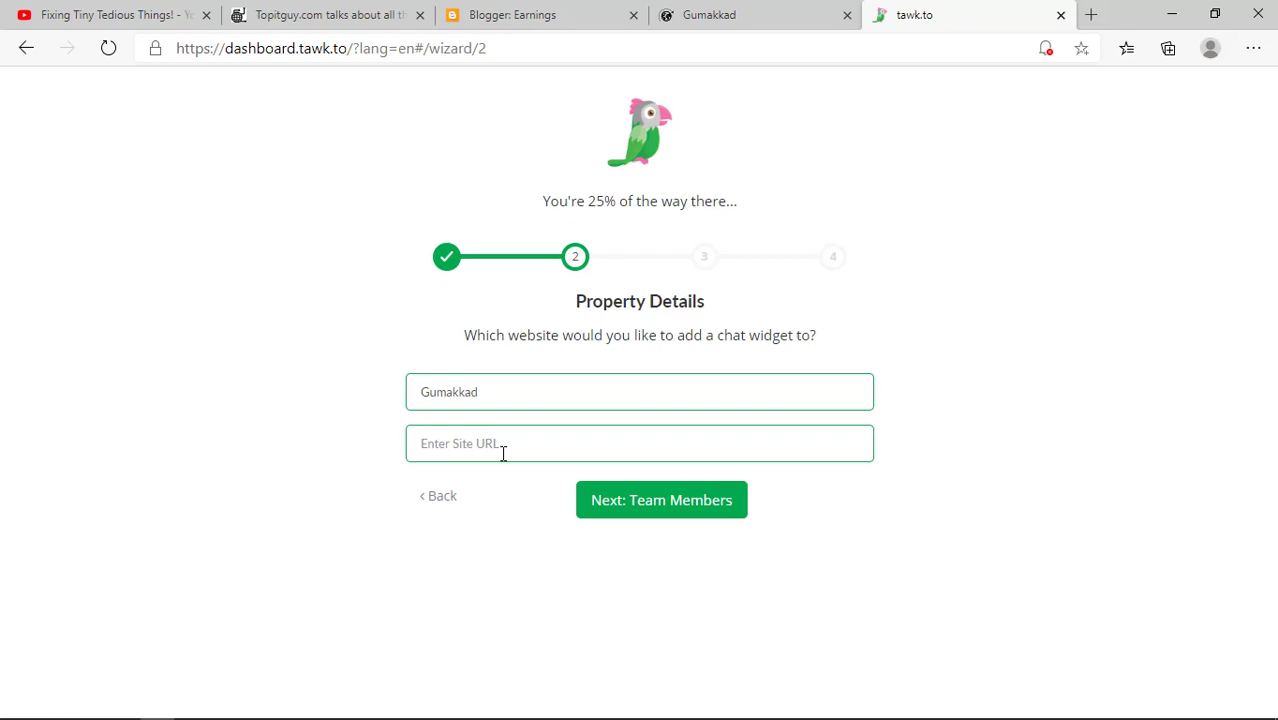 Fixing Tiny Tedious Things! - Yo
Topitguy.com talks about all th
Blogger: Earnings
Gumakkad
tawk.to
https://dashboard.tawk.to/?lang=en#/wizard/2
You're 25% of the way there...
2
3
4
Property Details
Which website would you like to add a chat widget to?
Gumakkad
Enter Site URL
< Back
Next: Team Members